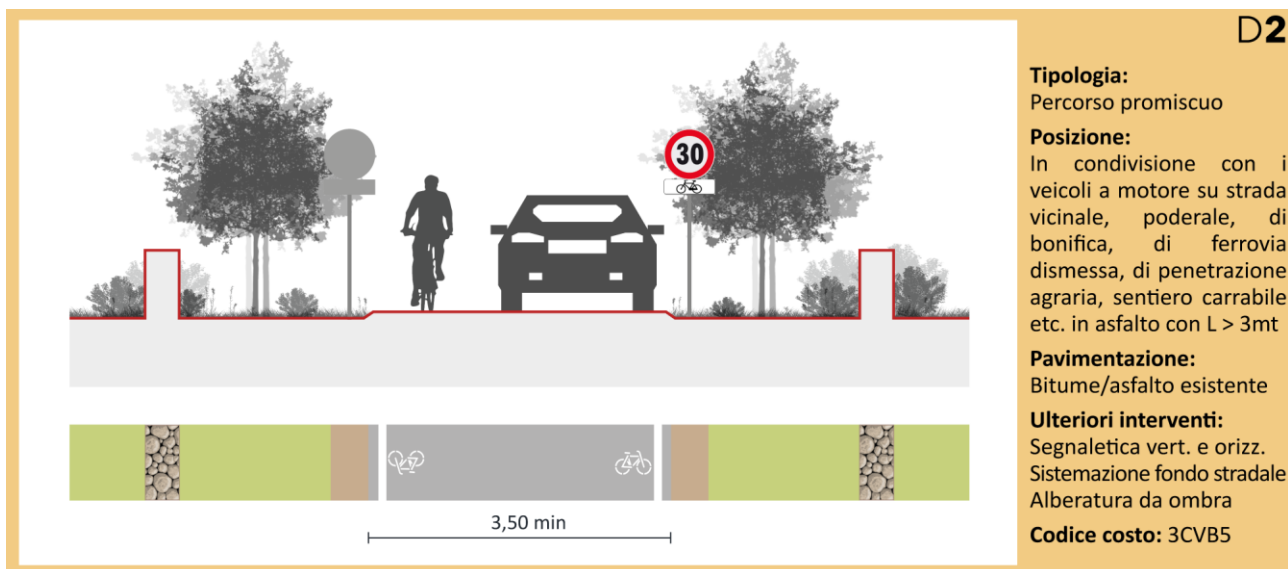 D2
Tipologia:
Percorso promiscuo
Posizione:
In condivisione con i
veicoli a motore su strada
vicinale, poderale, di
bonifica, di ferrovia
dismessa, di penetrazione
agraria, sentiero carrabile
etc. in asfalto con L > 3mt
Pavimentazione:
Bitume/asfalto esistente
Ulteriori interventi:
Segnaletica vert. e orizz.
Sistemazione fondo stradale
Alberatura da ombra
Codice costo: 3CVB5
30
3,50 min